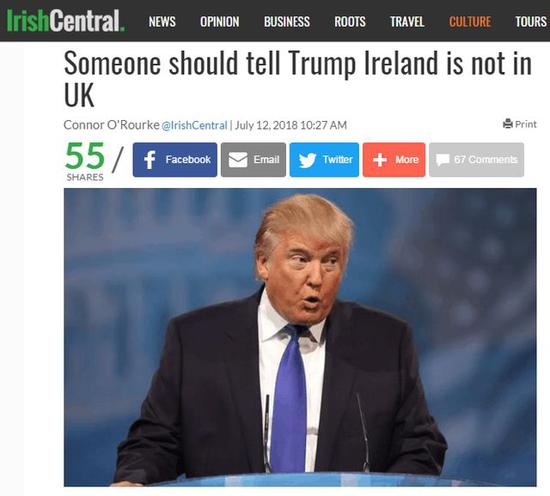 IrishCentral. NEWS OPINION BUSINESS ROOTS TRAVEL CULTURE TOURS
Someone should tell Trump Ireland is not in
UK
Connor O'Rourke @IrishCentral | July 12, 2018 10:27 AM Print
55 / Facebook Email Twitter More 67 Comments
SHARES